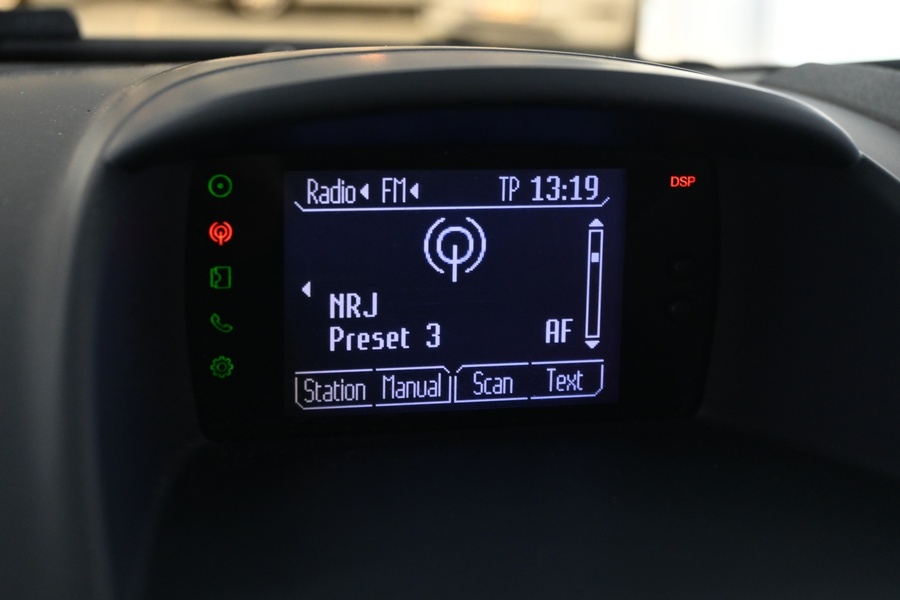 Radio FM TP 13:19
DSP
NRJ
Preset 3 AF
Station Manual Scan Text